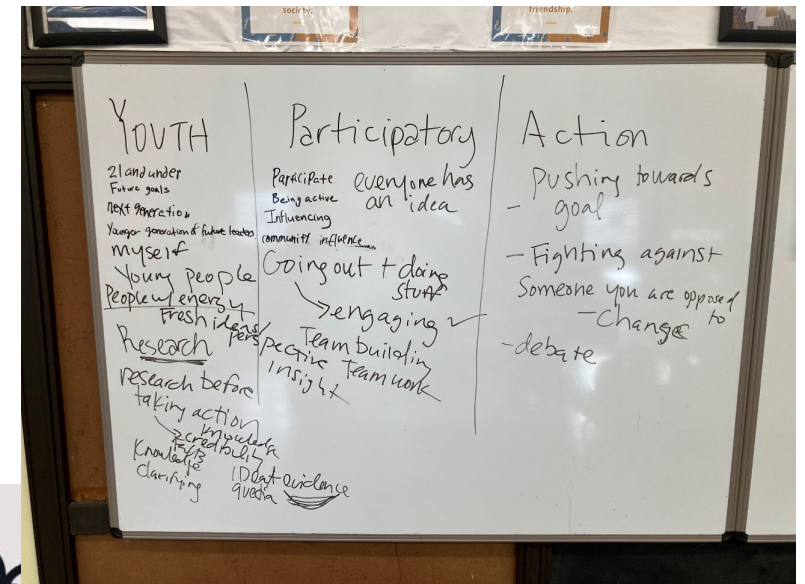 society.
friendship.
YOUTH
21 and under
Future goals
next generation
Younger generation of future leaders
myself
Young people
People w/ energy
Fresh ideas/
perspective
Research
research before
taking action
knowledge
credibility
Knowledge
Clarifying
evidence
Participatory
Participate
Being active
Influencing
community influence
everyone has
an idea
Going out + doing
stuff
engaging
Team building
Teamwork
insight
Action
Pushing towards
- goal
- Fighting against
Someone you are opposed
to
- Change
- debate